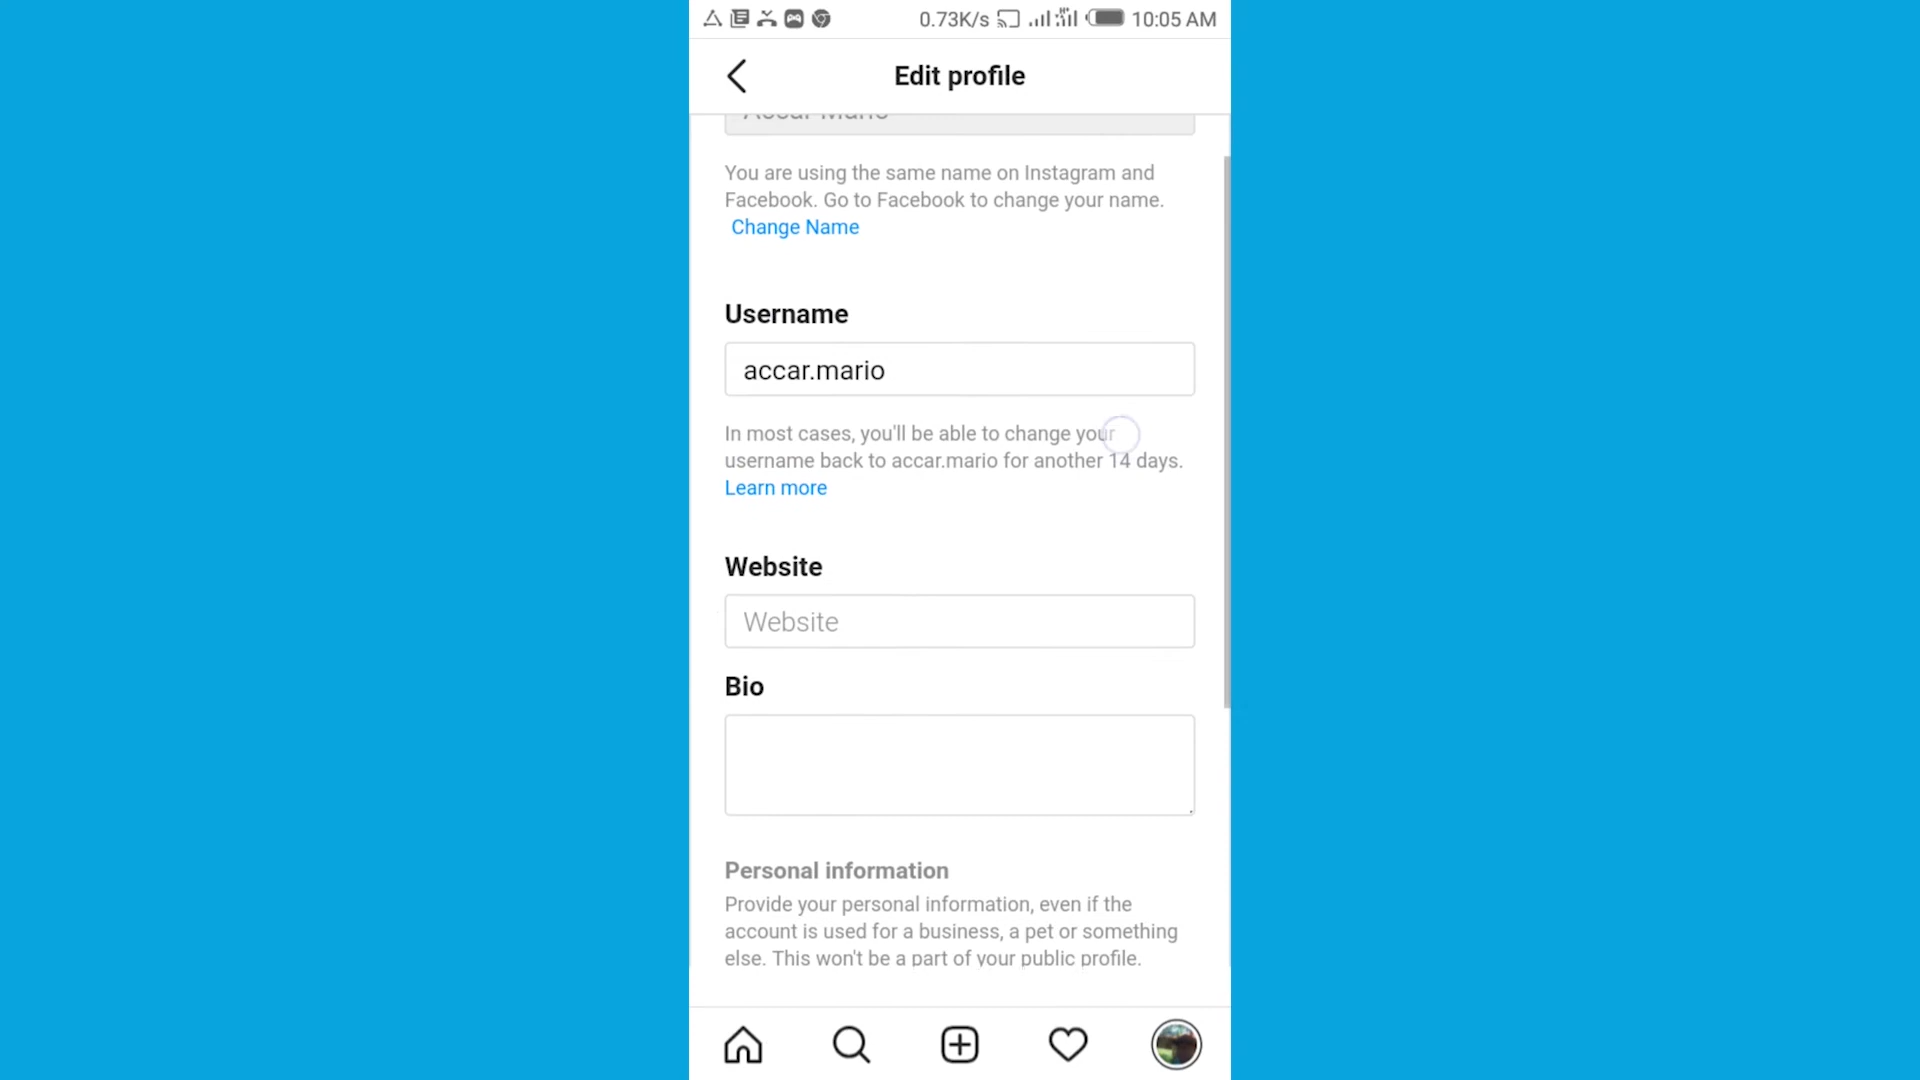 0.73K/s 10:05 AM
Edit profile
Accar Mario
You are using the same name on Instagram and
Facebook. Go to Facebook to change your name.
Change Name
Username
accar.mario
In most cases, you'll be able to change your
username back to accar.mario for another 14 days.
Learn more
Website
Website
Bio
Personal information
Provide your personal information, even if the
account is used for a business, a pet or something
else. This won't be a part of your public profile.